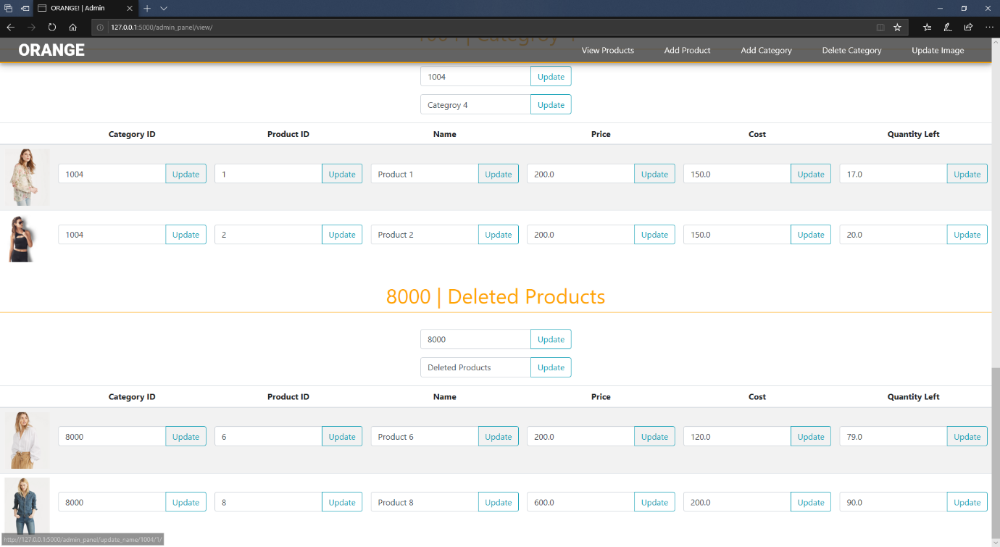 ORANGE! | Admin
127.0.0.1:5000/admin_panel/view/
1004 | Categroy 4
ORANGE View Products Add Product Add Category Delete Category Update Image
1004 Update
Categroy 4 Update
Category ID Product ID Name Price Cost Quantity Left
1004 Update 1 Update Product 1 Update 200.0 Update 150.0 Update 17.0 Update
1004 Update 2 Update Product 2 Update 200.0 Update 150.0 Update 20.0 Update
8000 | Deleted Products
8000 Update
Deleted Products Update
Category ID Product ID Name Price Cost Quantity Left
8000 Update 6 Update Product 6 Update 200.0 Update 120.0 Update 79.0 Update
8000 Update 8 Update Product 8 Update 600.0 Update 200.0 Update 90.0 Update
http://127.0.0.1:5000/admin_panel/update_name/1004/1/